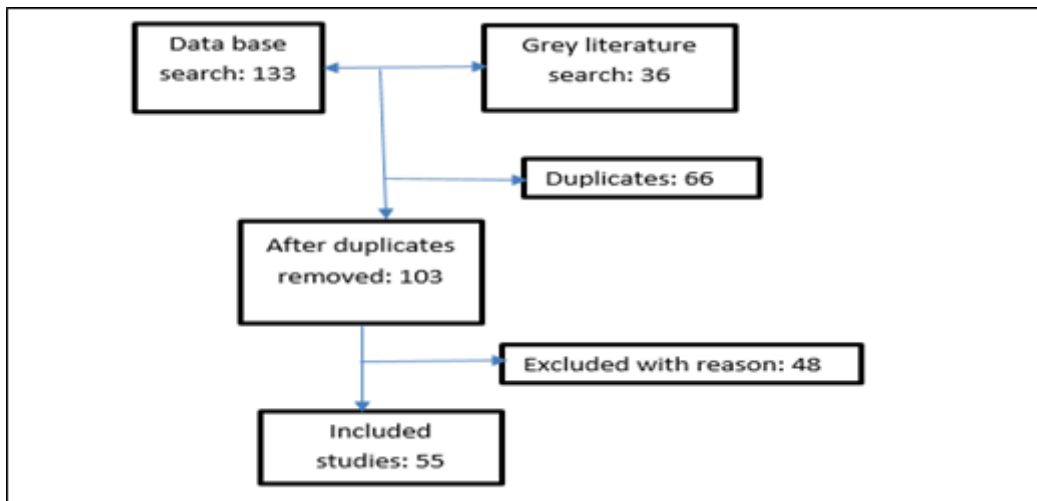 Data base
search: 133
Grey literature
search: 36
Duplicates: 66
After duplicates
removed: 103
Excluded with reason: 48
Included
studies: 55